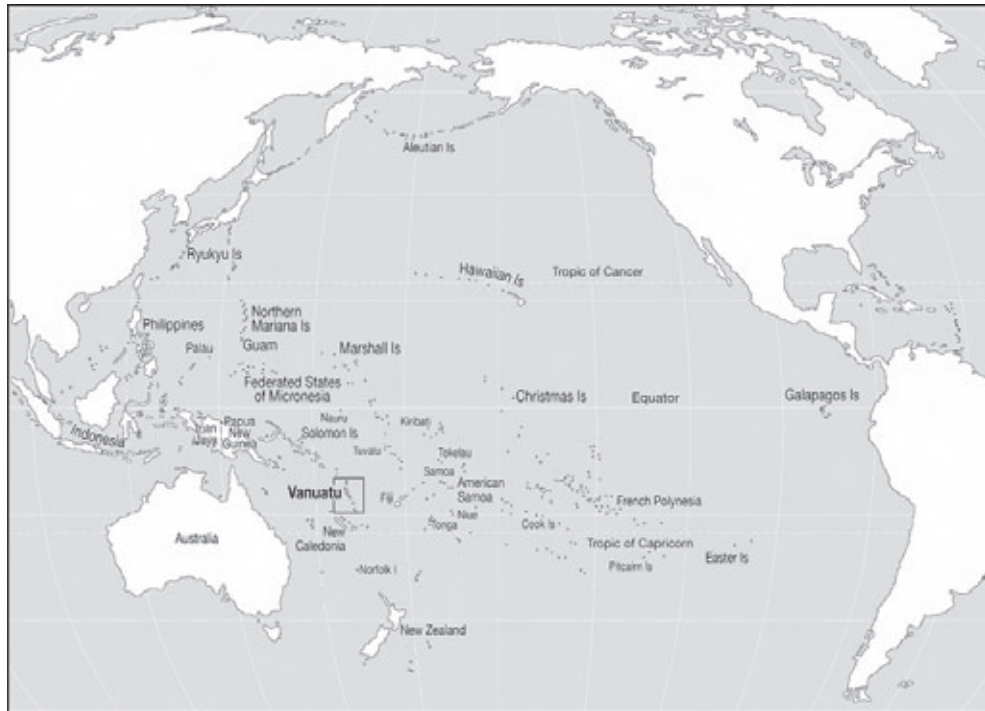 Aleutian Is
Ryukyu Is
Hawaiian Is
Tropic of Cancer
Northern
Mariana Is
Philippines
Guam
Palau
Marshall Is
Federated States
of Micronesia
Christmas Is
Equator
Galapagos Is
Indonesia
Irian
Jaya
Papua
New
Guinea
Nauru
Solomon Is
Kiribati
Tuvalu
Tokelau
Samoa
American
Samoa
Vanuatu
Fiji
French Polynesia
Niue
Tonga
Cook Is
Australia
New
Caledonia
Tropic of Capricorn
Easter Is
Pitcairn Is
Norfolk I
New Zealand